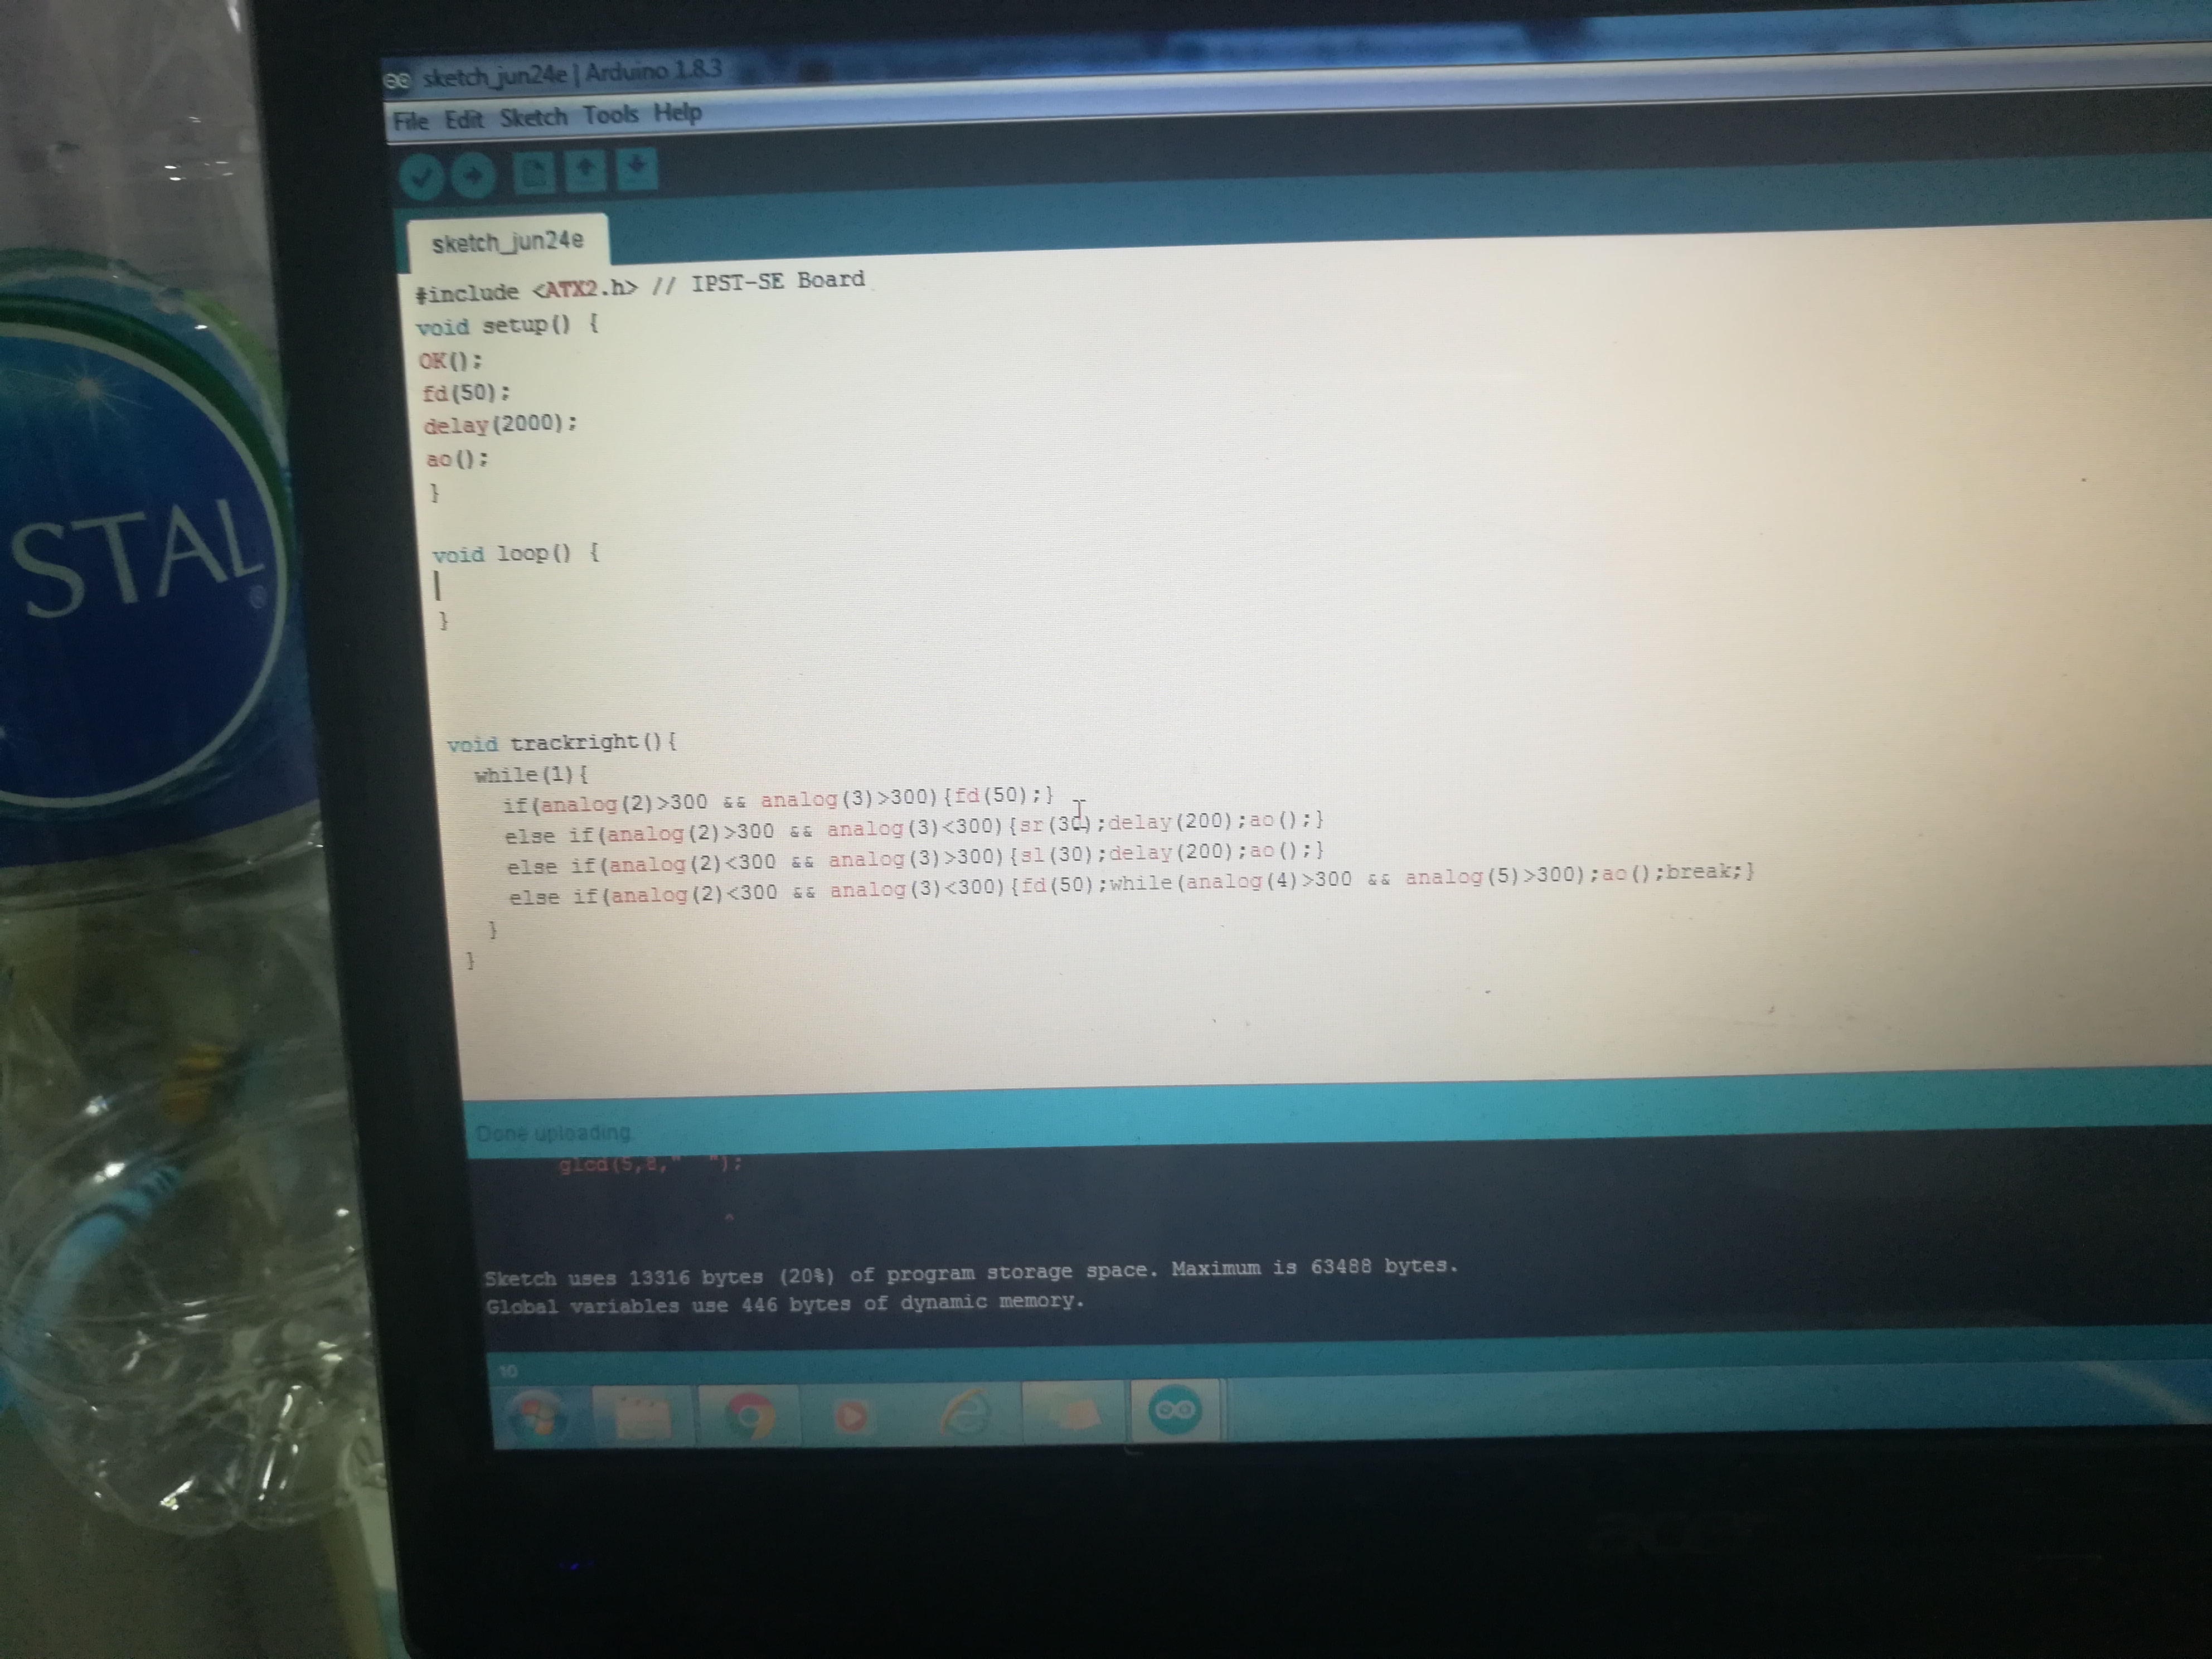 sketch_jun24e | Arduino 1.8.3
File Edit Sketch Tools Help
sketch_jun24e
#include <ATX2.h> // IPST-SE Board
void setup() {
OK();
fd(50);
delay(2000);
ao();
}
void loop() {
}
void trackright(){
while(1){
if(analog(2)>300 && analog(3)>300){fd(50);}
else if(analog(2)>300 && analog(3)<300){sr(30);delay(200);ao();}
else if(analog(2)<300 && analog(3)>300){sl(30);delay(200);ao();}
else if(analog(2)<300 && analog(3)<300){fd(50);while(analog(4)>300 && analog(5)>300);ao();break;}
}
}
Done uploading.
glcd(5,8,"   ");
^
Sketch uses 13316 bytes (20%) of program storage space. Maximum is 63488 bytes.
Global variables use 446 bytes of dynamic memory.
10
STAL®
acer